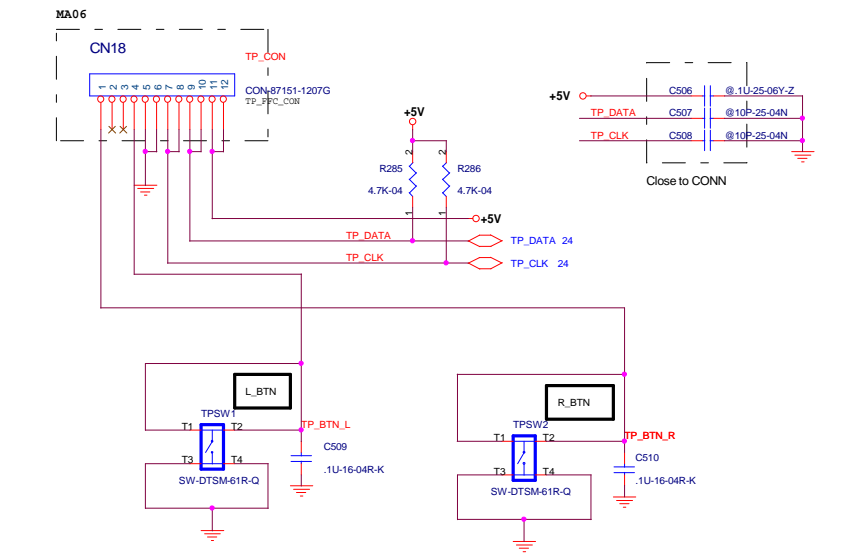 MA06
CN18
TP_CON
1 2 3 4 5 6 7 8 9 10 11 12
CON-87151-1207G
TP_FFC_CON
+5V
2 2
R285 R286
4.7K-04 4.7K-04
1 1
+5V
TP_DATA TP_DATA 24
TP_CLK TP_CLK 24
+5V C506 @.1U-25-06Y-Z
TP_DATA C507 @10P-25-04N
TP_CLK C508 @10P-25-04N
Close to CONN
L_BTN
TPSW1
T1 T2
TP_BTN_L
T3 T4
C509
.1U-16-04R-K
SW-DTSM-61R-Q
R_BTN
TPSW2
T1 T2
TP_BTN_R
T3 T4
C510
.1U-16-04R-K
SW-DTSM-61R-Q